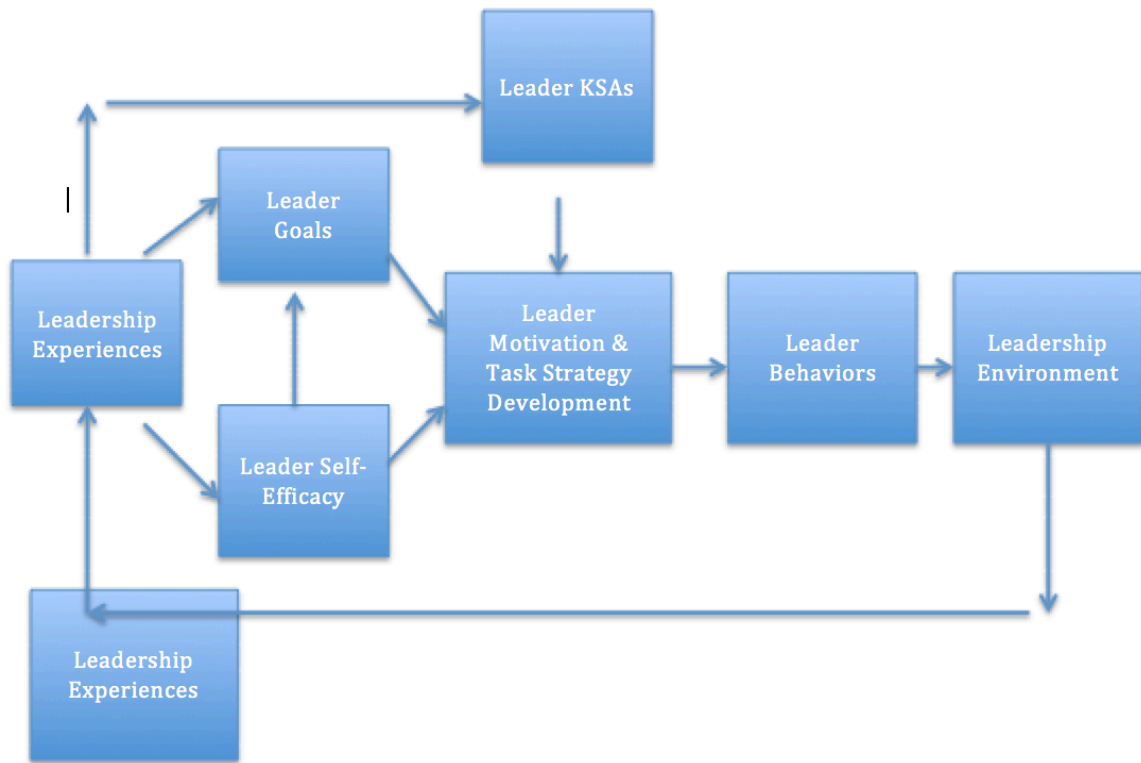 Leader KSAs
Leader
Goals
Leadership
Experiences
Leader
Motivation &
Task Strategy
Development
Leader
Behaviors
Leadership
Environment
Leader Self-
Efficacy
Leadership
Experiences